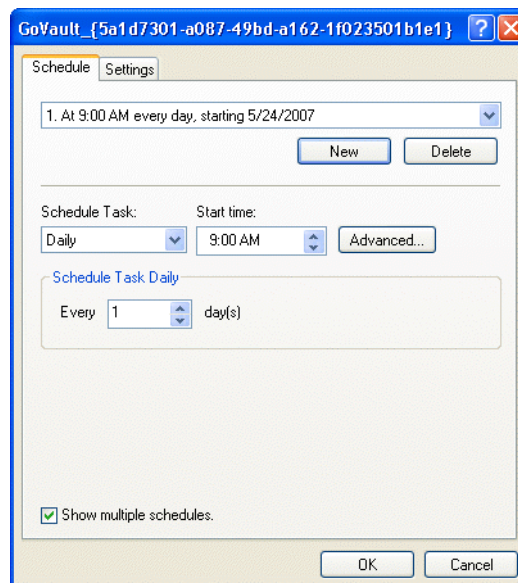 GoVault_{5a1d7301-a087-49bd-a162-1f023501b1e1}
Schedule Settings
1. At 9:00 AM every day, starting 5/24/2007
New Delete
Schedule Task: Start time:
Daily 9:00 AM Advanced...
Schedule Task Daily
Every 1 day(s)
Show multiple schedules.
OK Cancel